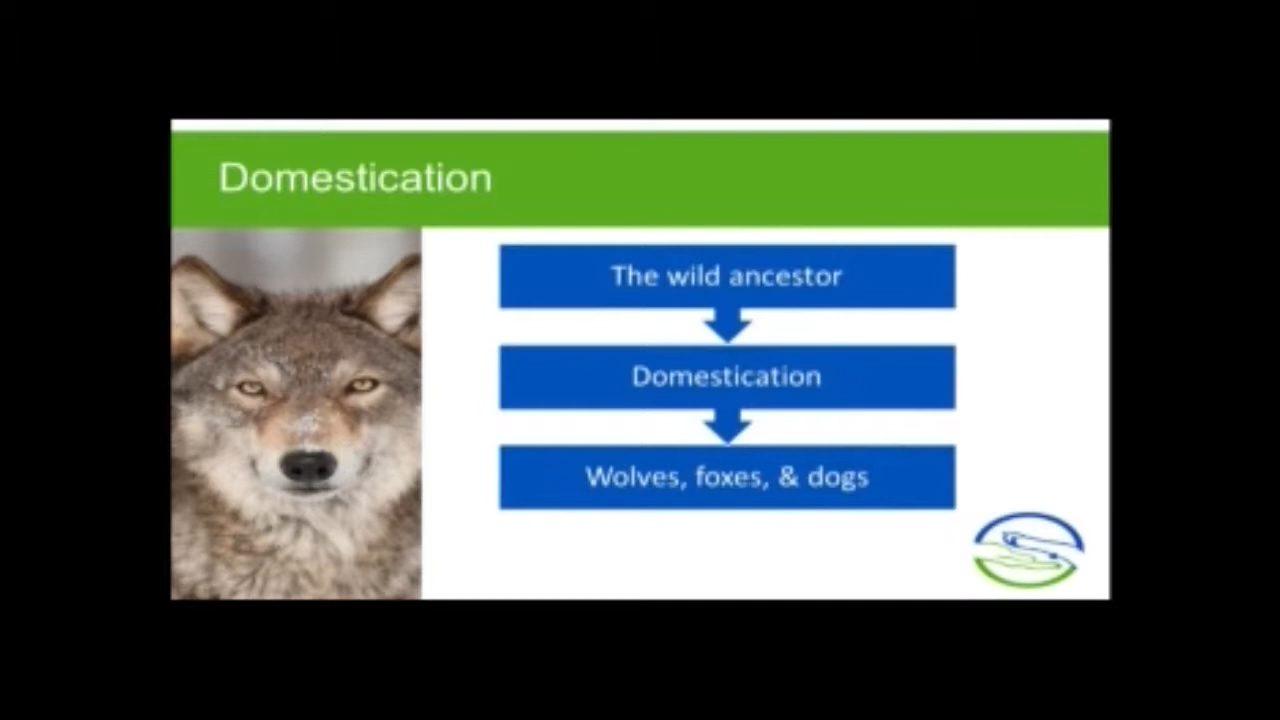 Domestication
The wild ancestor
Domestication
Wolves, foxes, & dogs